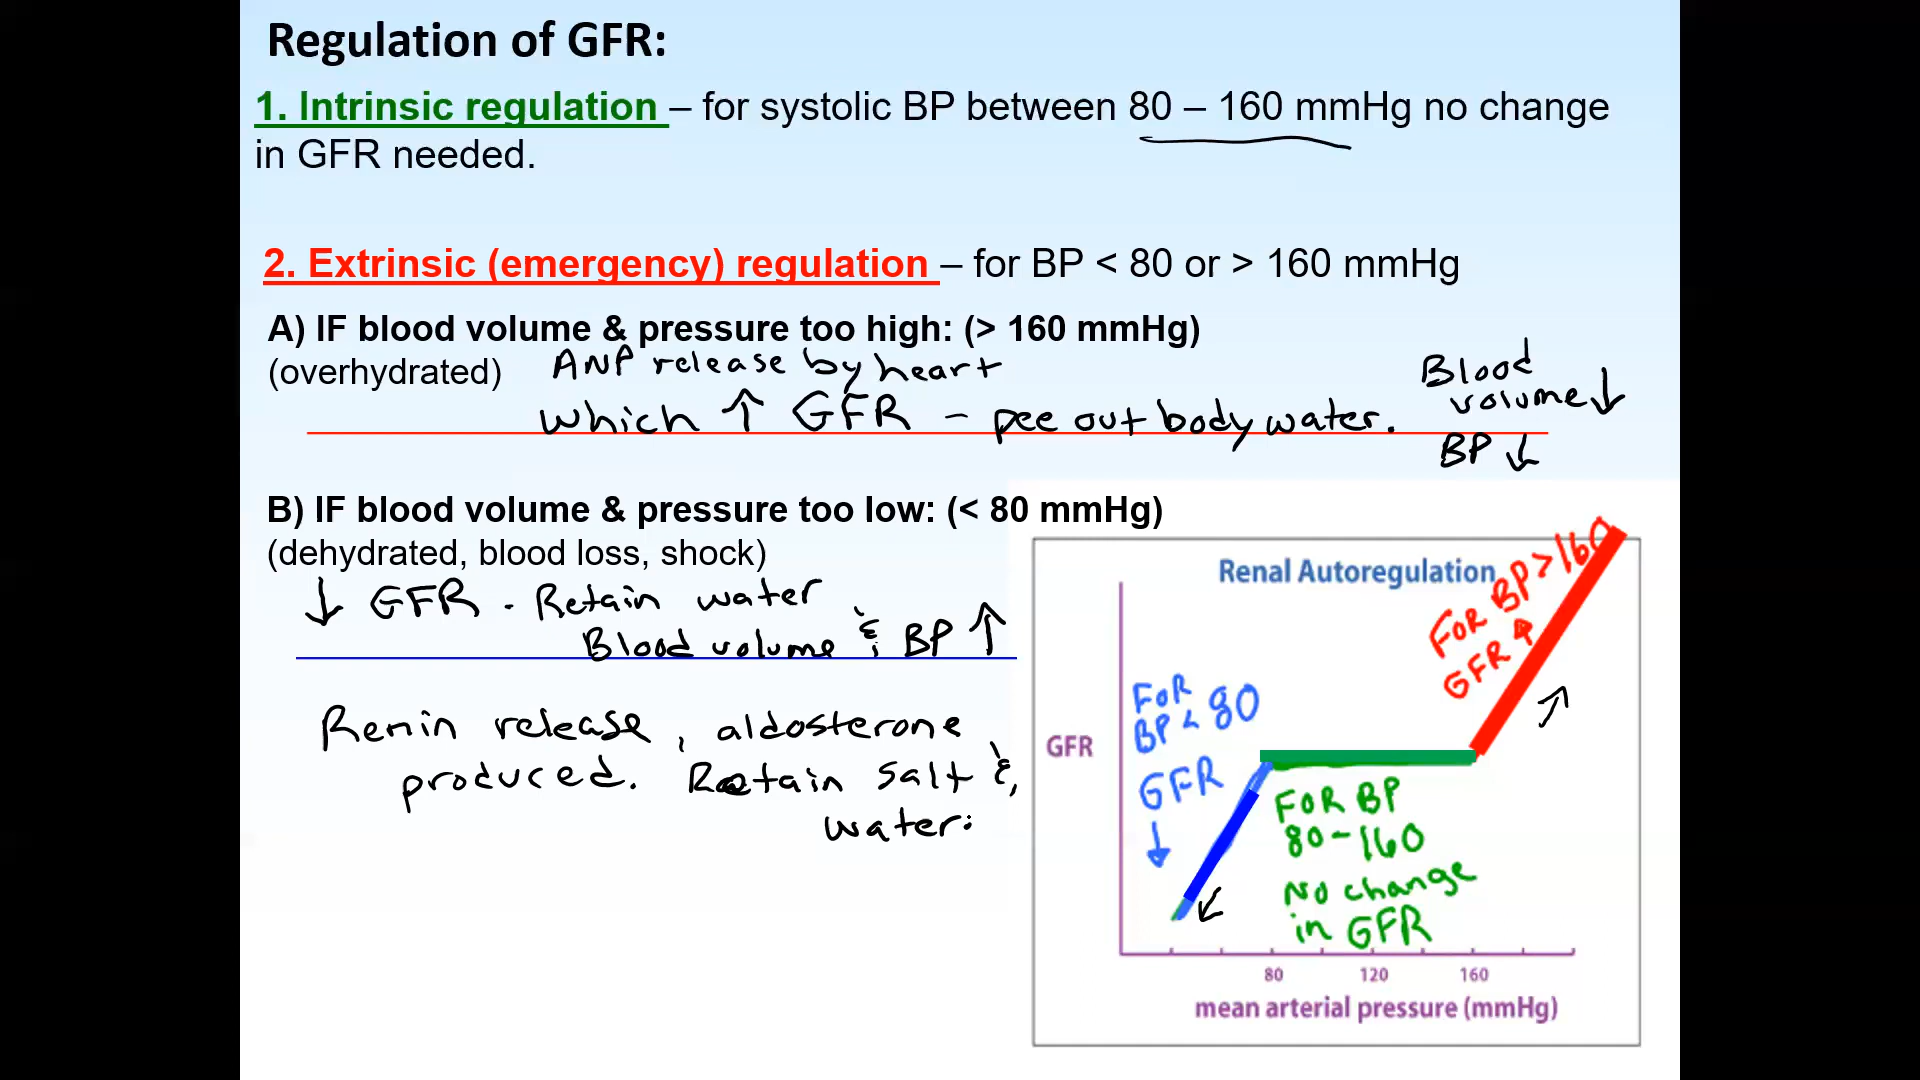 Regulation of GFR:
1. Intrinsic regulation – for systolic BP between 80 – 160 mmHg no change
in GFR needed.
2. Extrinsic (emergency) regulation – for BP < 80 or > 160 mmHg
A) IF blood volume & pressure too high: (> 160 mmHg)
(overhydrated) ANP release by heart
which ↑ GFR – pee out body water.
Blood
volume ↓
BP ↓
B) IF blood volume & pressure too low: (< 80 mmHg)
(dehydrated, blood loss, shock)
↓ GFR . Retain water
Blood volume & BP ↑
Renin release, aldosterone
produced. Retain salt &
water.
Renal Autoregulation
FOR BP > 160
GFR ↑
FOR
BP < 80
GFR
↓
GFR
FOR BP
80 – 160
No change
in GFR
80 120 160
mean arterial pressure (mmHg)